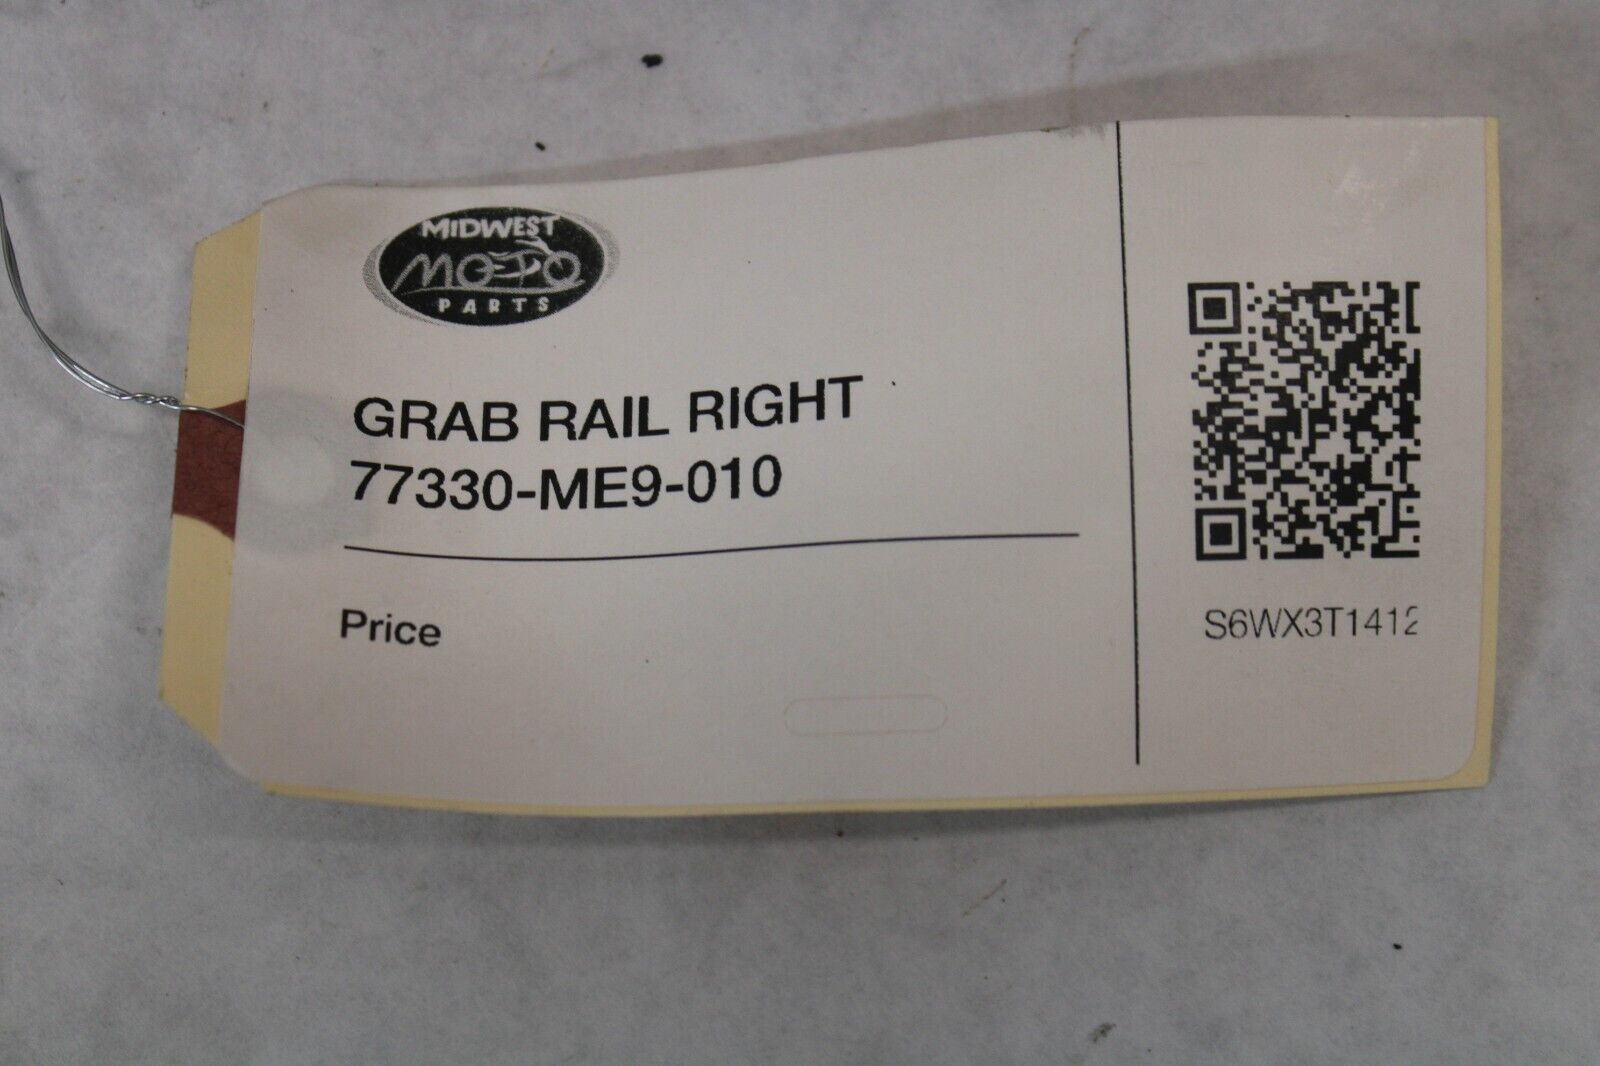 MIDWEST
MOTO
PARTS
GRAB RAIL RIGHT
77330-ME9-010
Price
S6WX3T1412